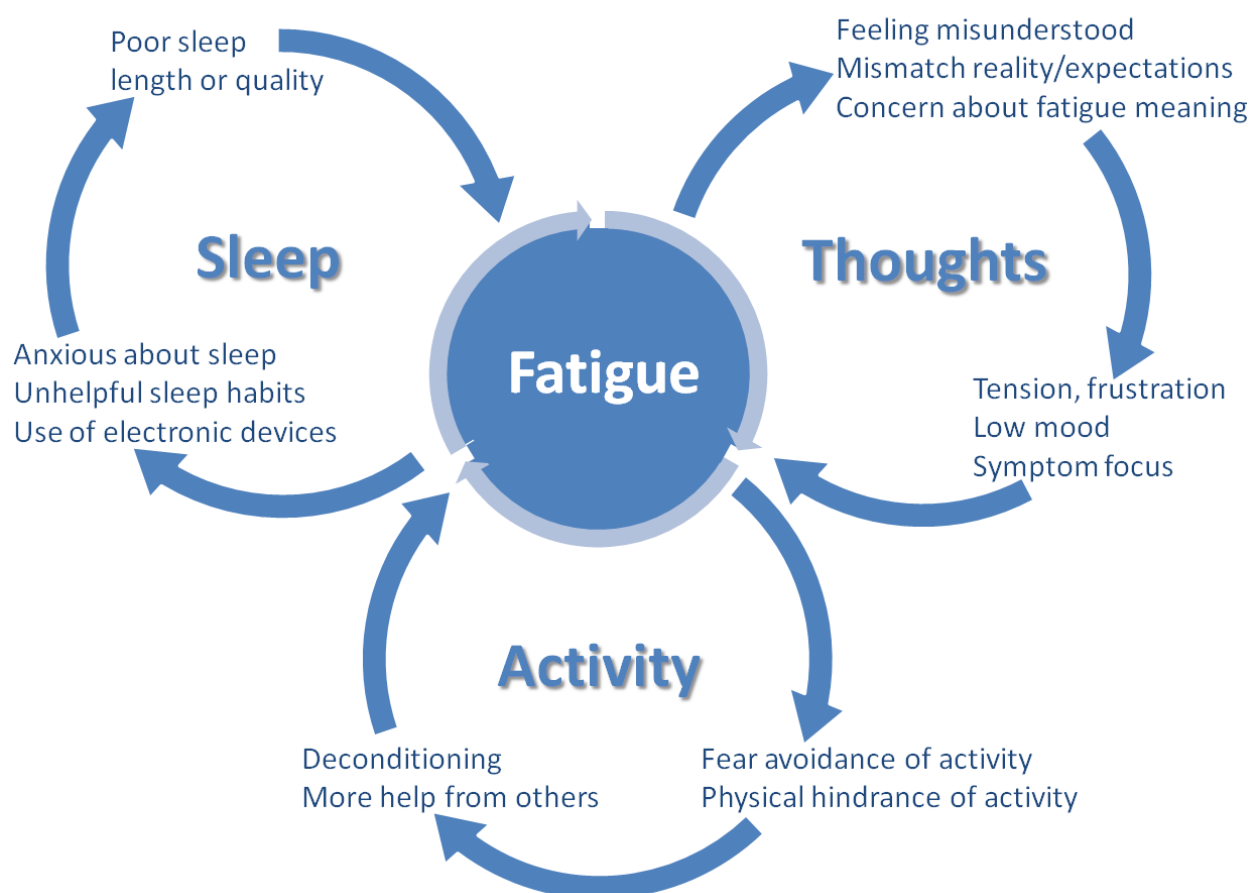 Poor sleep
length or quality
Sleep
Anxious about sleep
Unhelpful sleep habits
Use of electronic devices
Feeling misunderstood
Mismatch reality/expectations
Concern about fatigue meaning
Thoughts
Tension, frustration
Low mood
Symptom focus
Fatigue
Activity
Fear avoidance of activity
Physical hindrance of activity
Deconditioning
More help from others